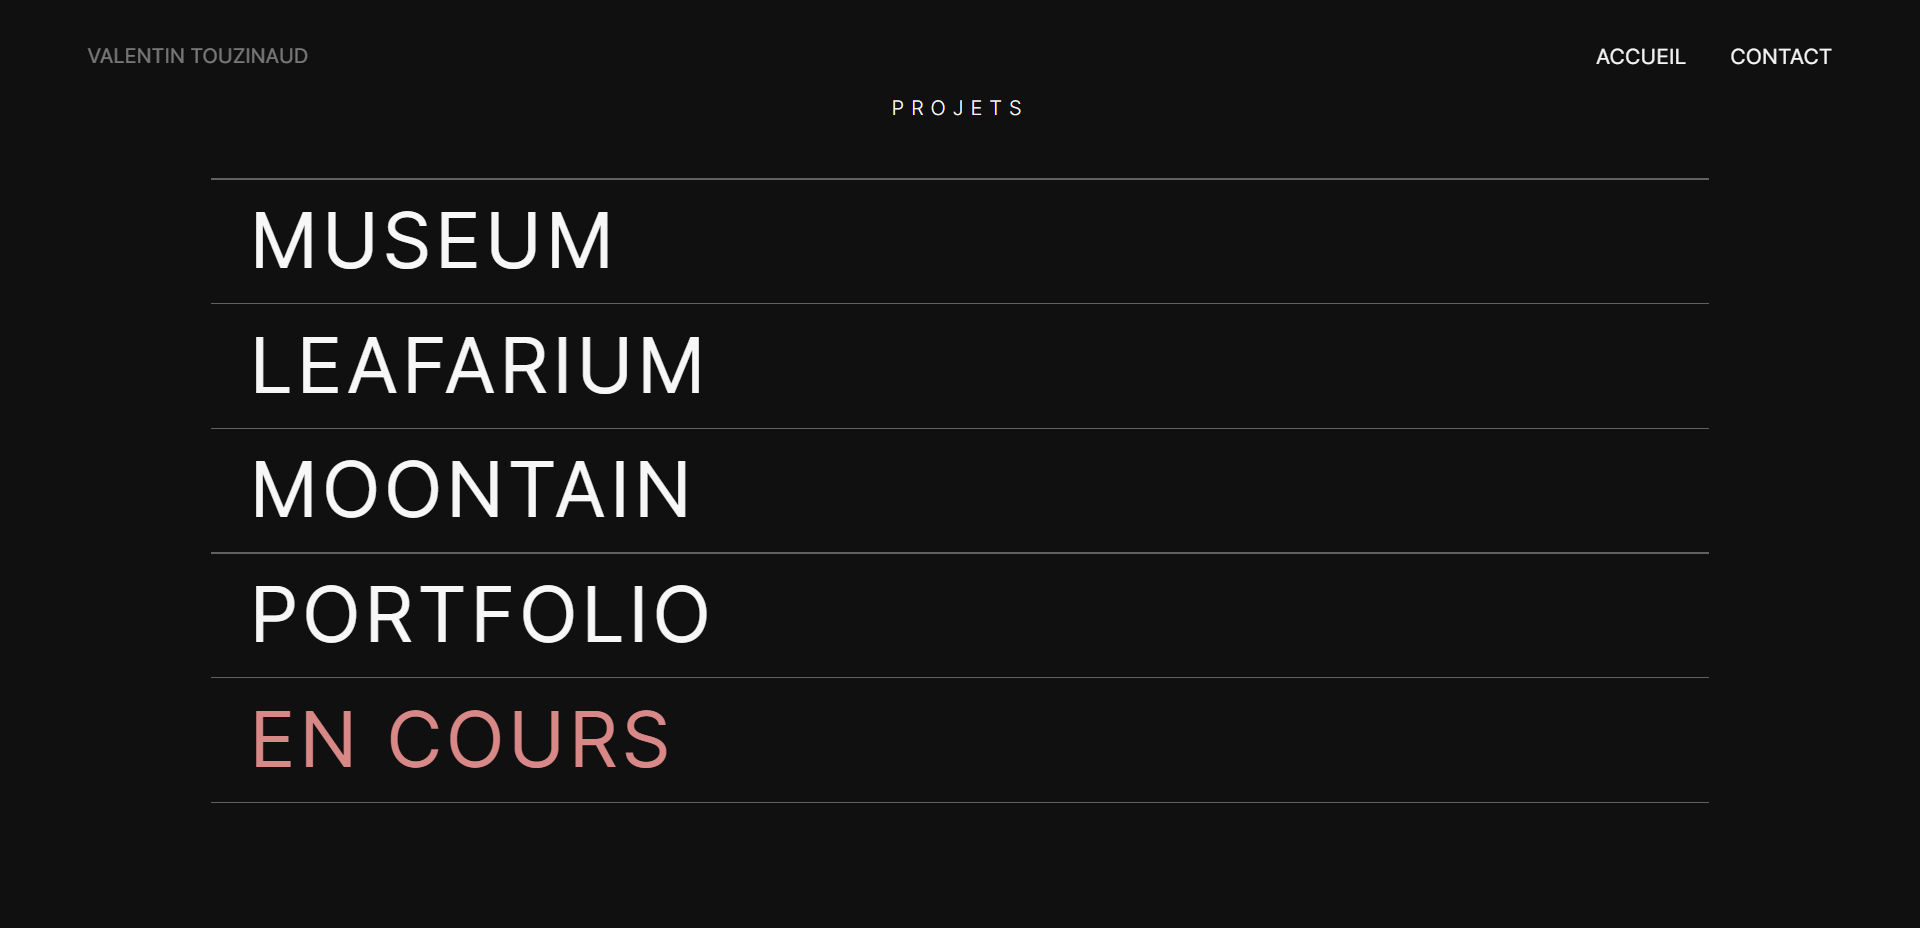 VALENTIN TOUZINAUD
ACCUEIL CONTACT
PROJETS
MUSEUM
LEAFARIUM
MOONTAIN
PORTFOLIO
EN COURS